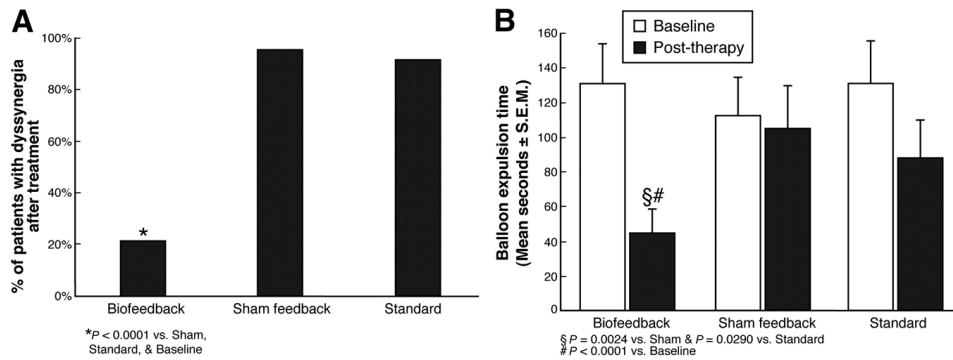 A
% of patients with dyssynergia
after treatment
100%
80%
60%
40%
20%
0%
*
Biofeedback
Sham feedback
Standard
*P < 0.0001 vs. Sham,
Standard, & Baseline
B
Balloon expulsion time
(Mean seconds ± S.E.M.)
160
140
120
100
80
60
40
20
0
Baseline
Post-therapy
§#
Biofeedback
Sham feedback
Standard
§ P = 0.0024 vs. Sham & P = 0.0290 vs. Standard
# P < 0.0001 vs. Baseline